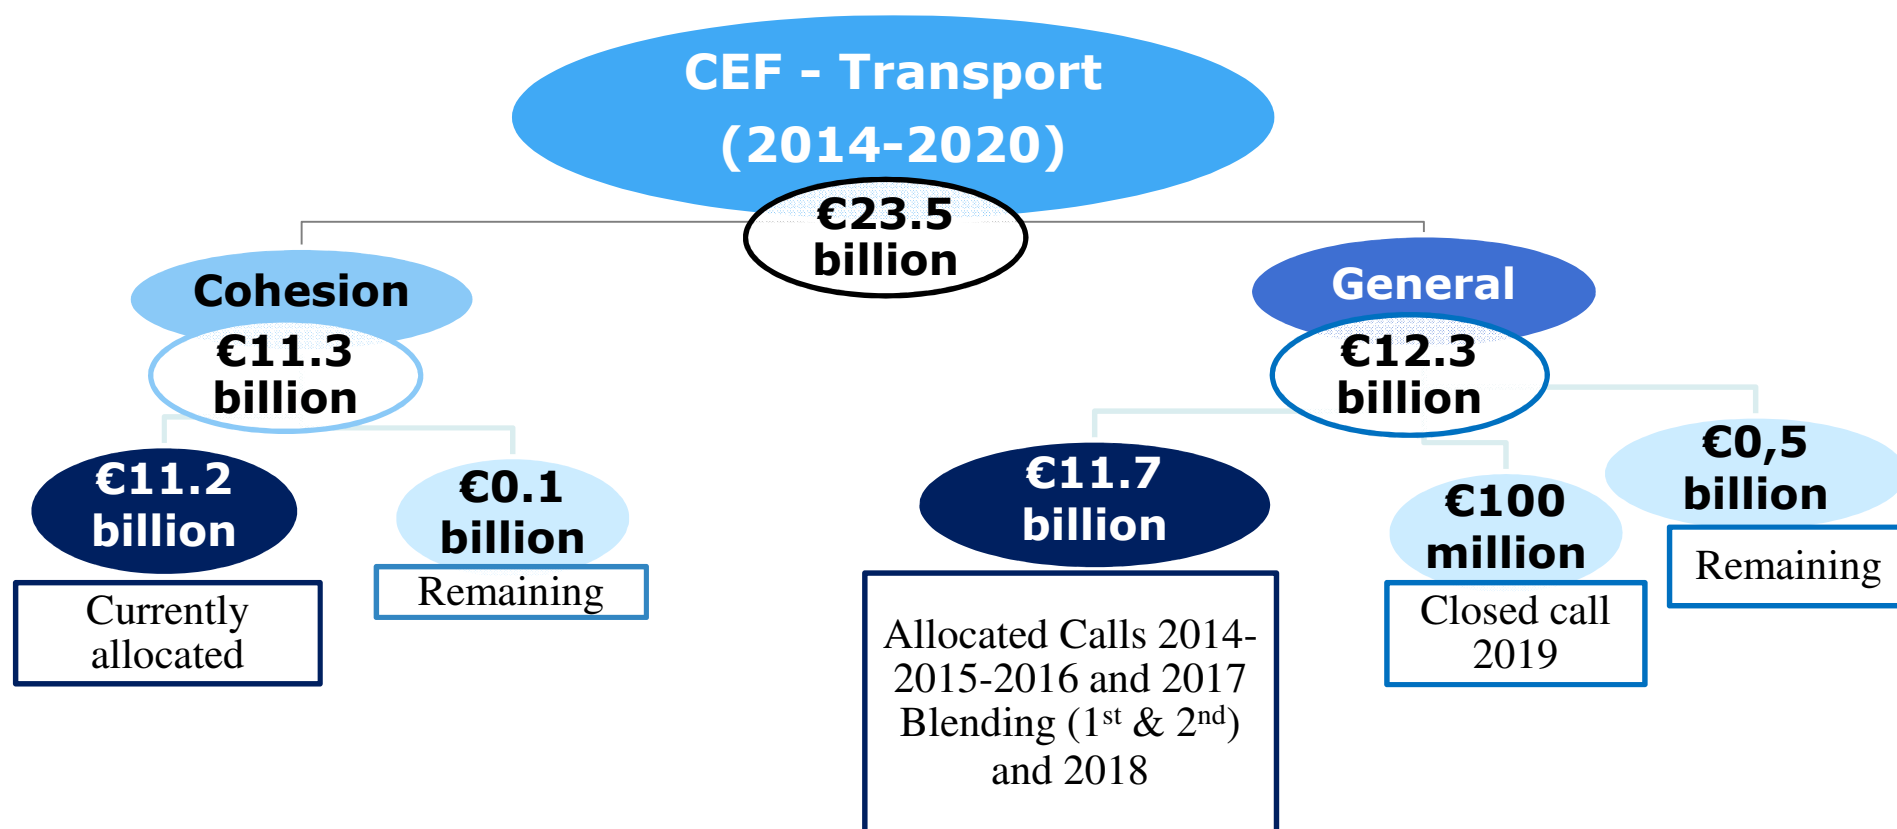 CEF - Transport
(2014-2020)
€23.5
billion
Cohesion
€11.3
billion
General
€12.3
billion
€11.2
billion
Currently
allocated
€0.1
billion
Remaining
€11.7
billion
Allocated Calls 2014-
2015-2016 and 2017
Blending (1st & 2nd)
and 2018
€100
million
Closed call
2019
€0,5
billion
Remaining